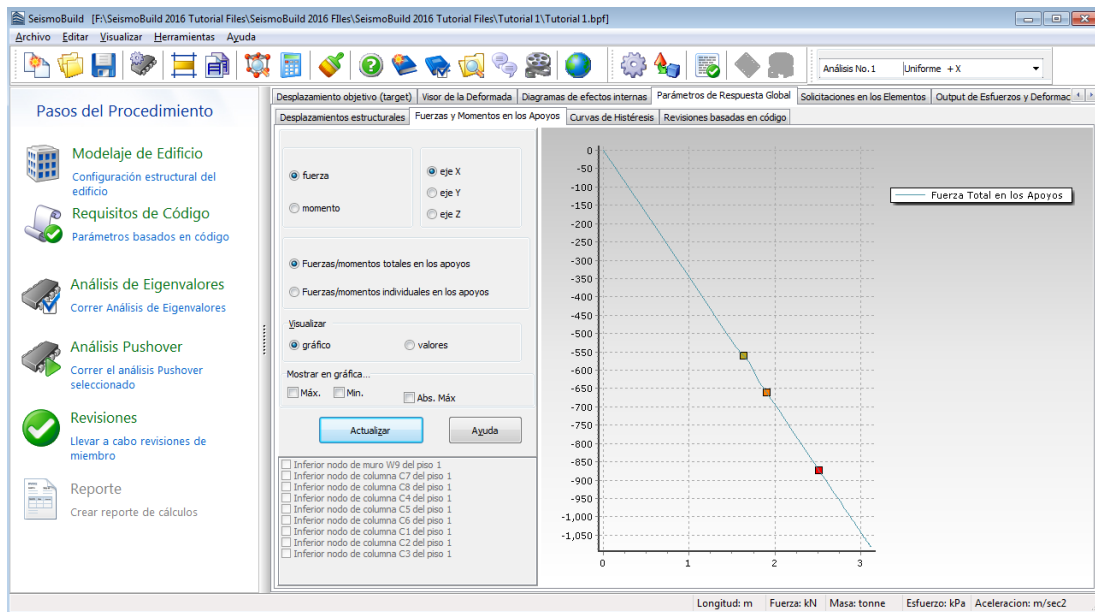 SeismoBuild [F:\SeismoBuild 2016 Tutorial Files\SeismoBuild 2016 FIles\SeismoBuild 2016 Tutorial Files\Tutorial 1\Tutorial 1.bpf]
Archivo Editar Visualizar Herramientas Ayuda
Análisis No.1 Uniforme +X
Pasos del Procedimiento
Modelaje de Edificio
Configuración estructural del
edificio
Requisitos de Código
Parámetros basados en código
Análisis de Eigenvalores
Correr Análisis de Eigenvalores
Análisis Pushover
Correr el análisis Pushover
seleccionado
Revisiones
Llevar a cabo revisiones de
miembro
Reporte
Crear reporte de cálculos
Desplazamiento objetivo (target) Visor de la Deformada Diagramas de efectos internas Parámetros de Respuesta Global Solicitaciones en los Elementos Output de Esfuerzos y Deformac
Desplazamientos estructurales Fuerzas y Momentos en los Apoyos Curvas de Histéresis Revisiones basadas en código
fuerza
momento
eje X
eje Y
eje Z
Fuerzas/momentos totales en los apoyos
Fuerzas/momentos individuales en los apoyos
Visualizar
gráfico valores
Mostrar en gráfica...
Máx. Min. Abs. Máx
Actualizar Ayuda
Inferior nodo de muro W9 del piso 1
Inferior nodo de columna C7 del piso 1
Inferior nodo de columna C8 del piso 1
Inferior nodo de columna C4 del piso 1
Inferior nodo de columna C5 del piso 1
Inferior nodo de columna C6 del piso 1
Inferior nodo de columna C1 del piso 1
Inferior nodo de columna C2 del piso 1
Inferior nodo de columna C3 del piso 1
0
-50
-100
-150
-200
-250
-300
-350
-400
-450
-500
-550
-600
-650
-700
-750
-800
-850
-900
-950
-1,000
-1,050
0 1 2 3
Fuerza Total en los Apoyos
Longitud: m Fuerza: kN Masa: tonne Esfuerzo: kPa Aceleracion: m/sec2